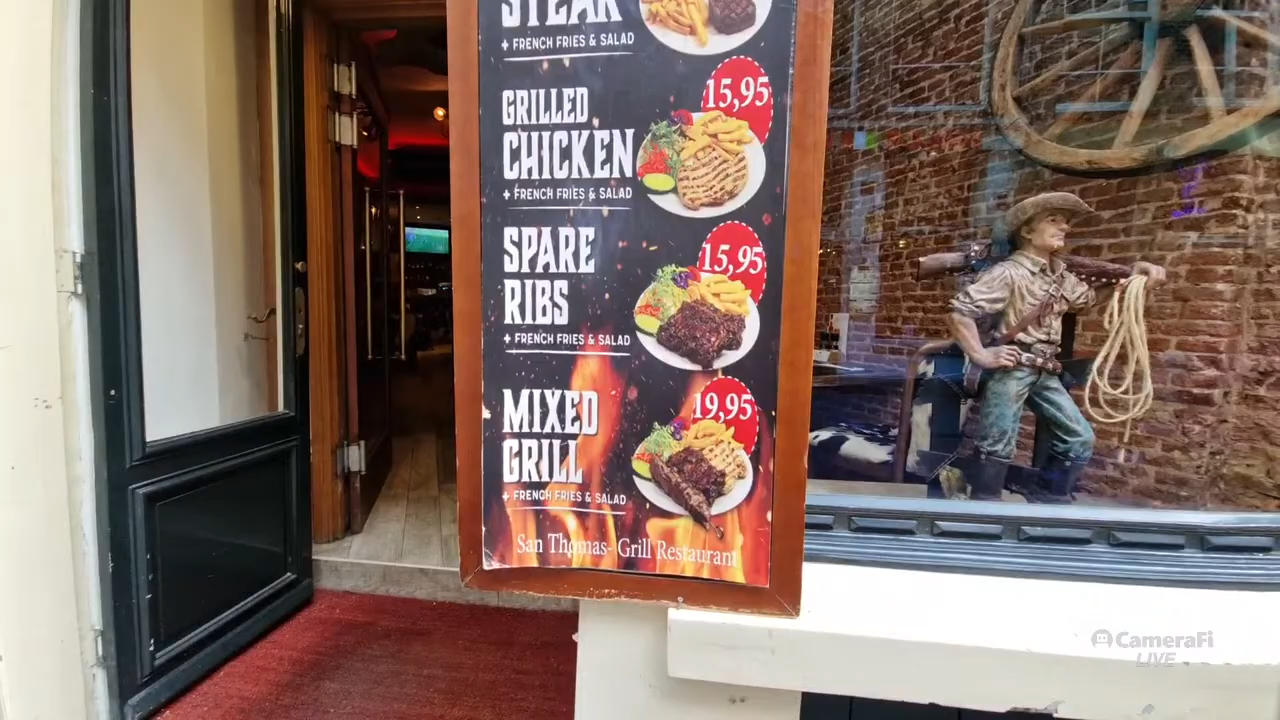 STEAK
+ FRENCH FRIES & SALAD
15,95
GRILLED
CHICKEN
+ FRENCH FRIES & SALAD
15,95
SPARE
RIBS
+ FRENCH FRIES & SALAD
19,95
MIXED
GRILL
+ FRENCH FRIES & SALAD
San Thomas- Grill Restaurant
CameraFi
LIVE